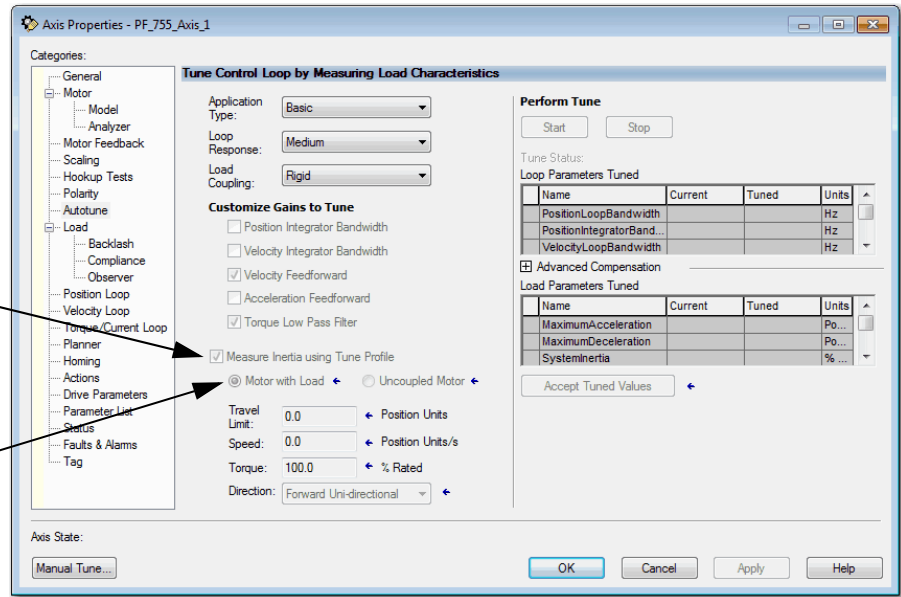 Axis Properties - PF_755_Axis_1
Categories:
General
Motor
Model
Analyzer
Motor Feedback
Scaling
Hookup Tests
Polarity
Autotune
Load
Backlash
Compliance
Observer
Position Loop
Velocity Loop
Torque/Current Loop
Planner
Homing
Actions
Drive Parameters
Parameter List
Status
Faults & Alarms
Tag
Tune Control Loop by Measuring Load Characteristics
Application
Type:
Basic
Loop
Response:
Medium
Load
Coupling:
Rigid
Customize Gains to Tune
Position Integrator Bandwidth
Velocity Integrator Bandwidth
Velocity Feedforward
Acceleration Feedforward
Torque Low Pass Filter
Measure Inertia using Tune Profile
Motor with Load
Uncoupled Motor
Travel
Limit:
0.0
Position Units
Speed:
0.0
Position Units/s
Torque:
100.0
% Rated
Direction:
Forward Uni-directional
Perform Tune
Start
Stop
Tune Status:
Loop Parameters Tuned
Name Current Tuned Units
PositionLoopBandwidth Hz
PositionIntegratorBand... Hz
VelocityLoopBandwidth Hz
Advanced Compensation
Load Parameters Tuned
Name Current Tuned Units
MaximumAcceleration Po...
MaximumDeceleration Po...
SystemInertia % ...
Accept Tuned Values
Axis State:
Manual Tune...
OK
Cancel
Apply
Help